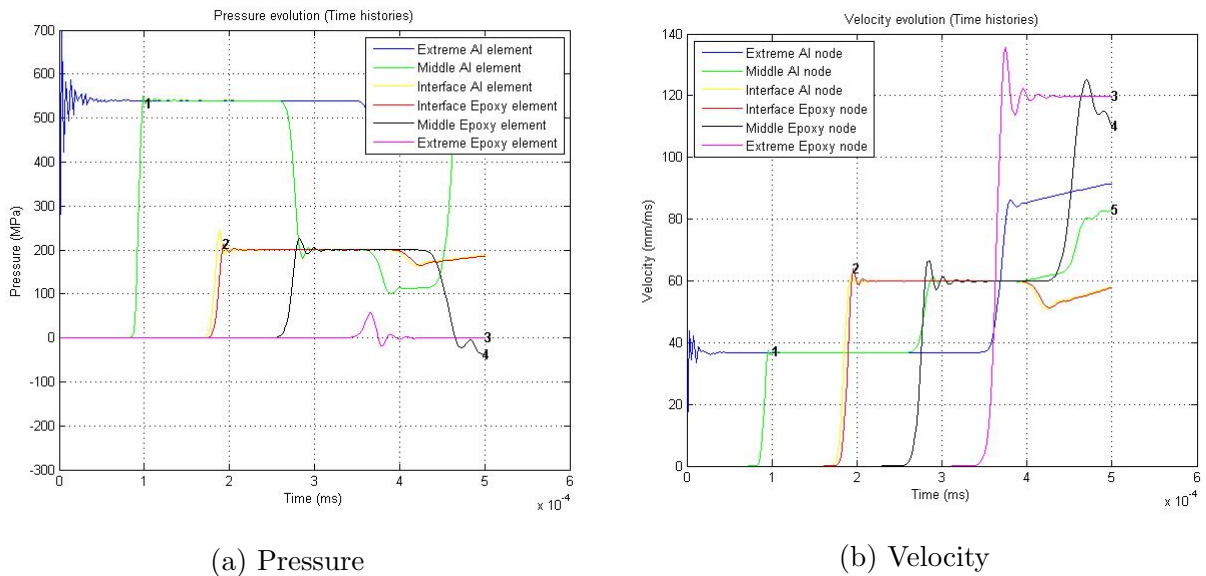 Pressure evolution (Time histories)
700
600
500
400
300
200
100
0
-100
-200
-300
Pressure (MPa)
Extreme Al element
Middle Al element
Interface Al element
Interface Epoxy element
Middle Epoxy element
Extreme Epoxy element
1
2
3
4
0 1 2 3 4 5 6
Time (ms)
x 10⁻⁴
(a) Pressure
Velocity evolution (Time histories)
140
120
100
80
60
40
20
0
Velocity (mm/ms)
Extreme Al node
Middle Al node
Interface Al node
Interface Epoxy node
Middle Epoxy node
Extreme Epoxy node
3
4
5
2
1
0 1 2 3 4 5 6
Time (ms)
x 10⁻⁴
(b) Velocity